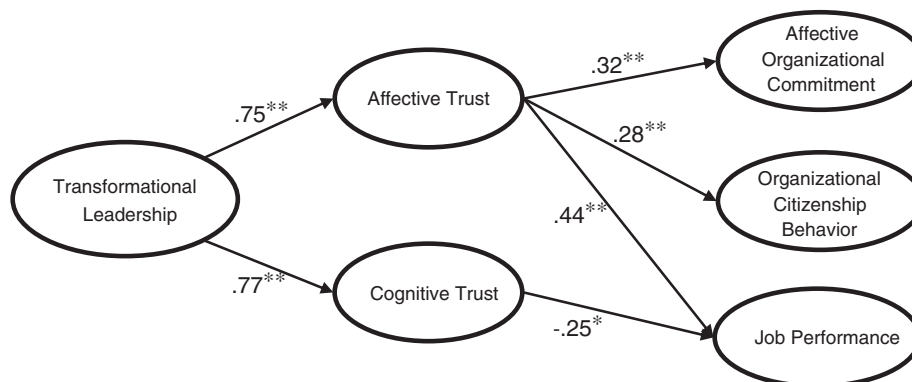 Affective
Organizational
Commitment
.32**
Affective Trust
.75**
.28**
Transformational
Leadership
Organizational
Citizenship
Behavior
.44**
.77**
Cognitive Trust
-.25*
Job Performance